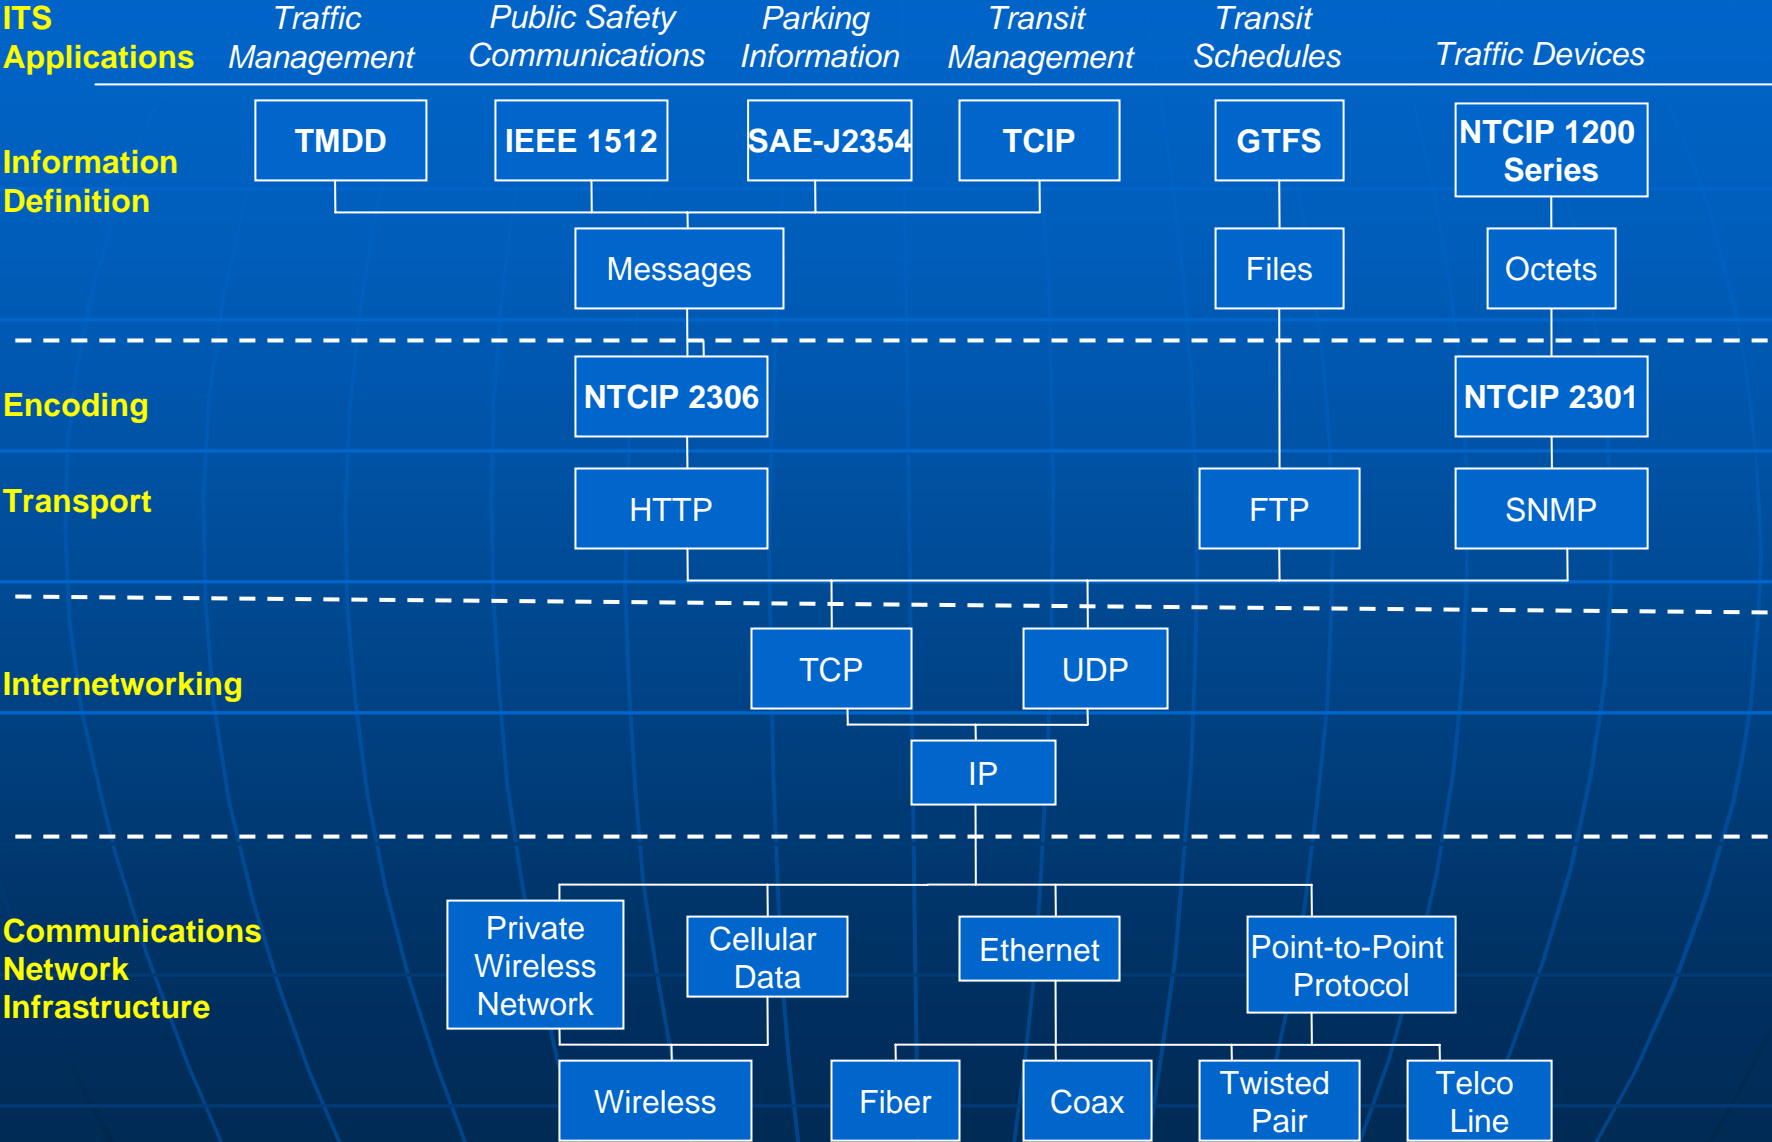 ITS
Applications
Traffic
Management
Public Safety
Communications
Parking
Information
Transit
Management
Transit
Schedules
Traffic Devices
Information
Definition
TMDD
IEEE 1512
SAE-J2354
TCIP
GTFS
NTCIP 1200
Series
Messages
Files
Octets
Encoding
NTCIP 2306
NTCIP 2301
Transport
HTTP
FTP
SNMP
Internetworking
TCP
UDP
IP
Communications
Network
Infrastructure
Private
Wireless
Network
Cellular
Data
Ethernet
Point-to-Point
Protocol
Wireless
Fiber
Coax
Twisted
Pair
Telco
Line